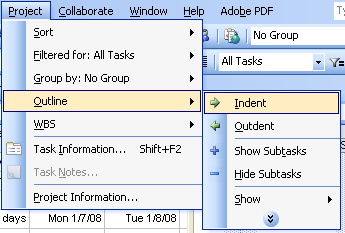 Project Collaborate Window Help Adobe PDF Ty
No Group
All Tasks
Sort
Filtered for: All Tasks
Group by: No Group
Outline
WBS
Task Information... Shift+F2
Task Notes...
Project Information...
Indent
Outdent
Show Subtasks
Hide Subtasks
Show
days Mon 1/7/08 Tue 1/8/08